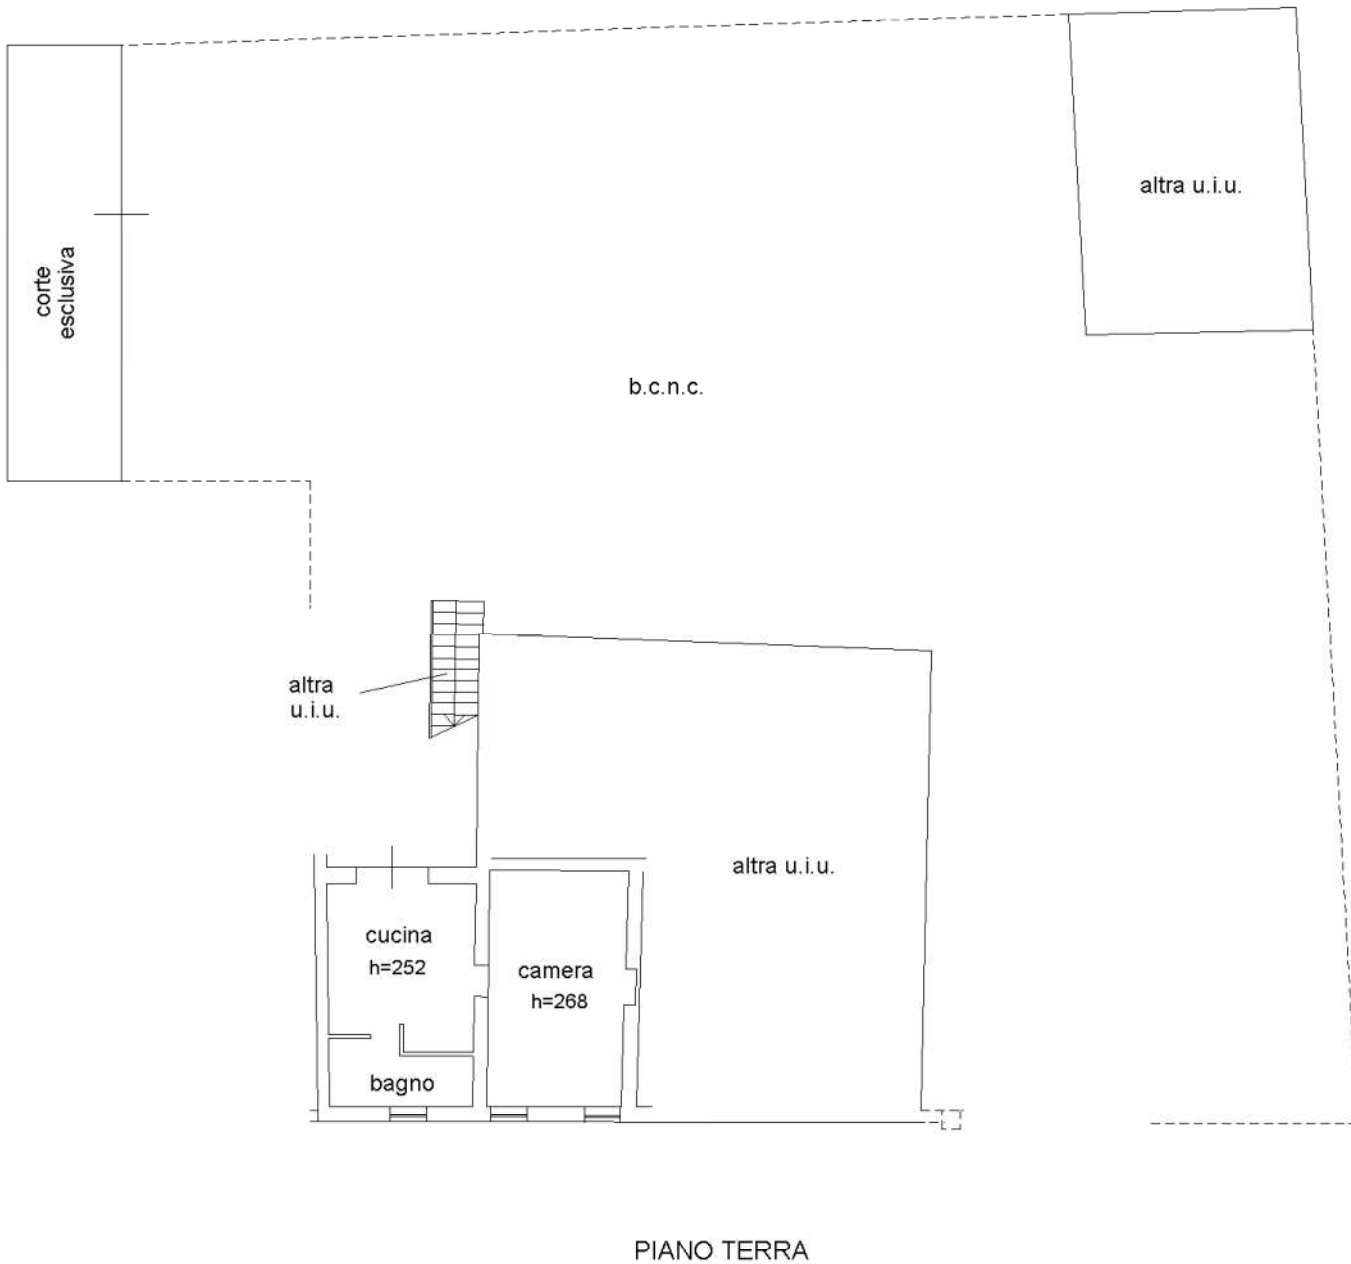 altra u.i.u.
corte
esclusiva
b.c.n.c.
altra
u.i.u.
altra u.i.u.
cucina
h=252
camera
h=268
bagno
PIANO TERRA